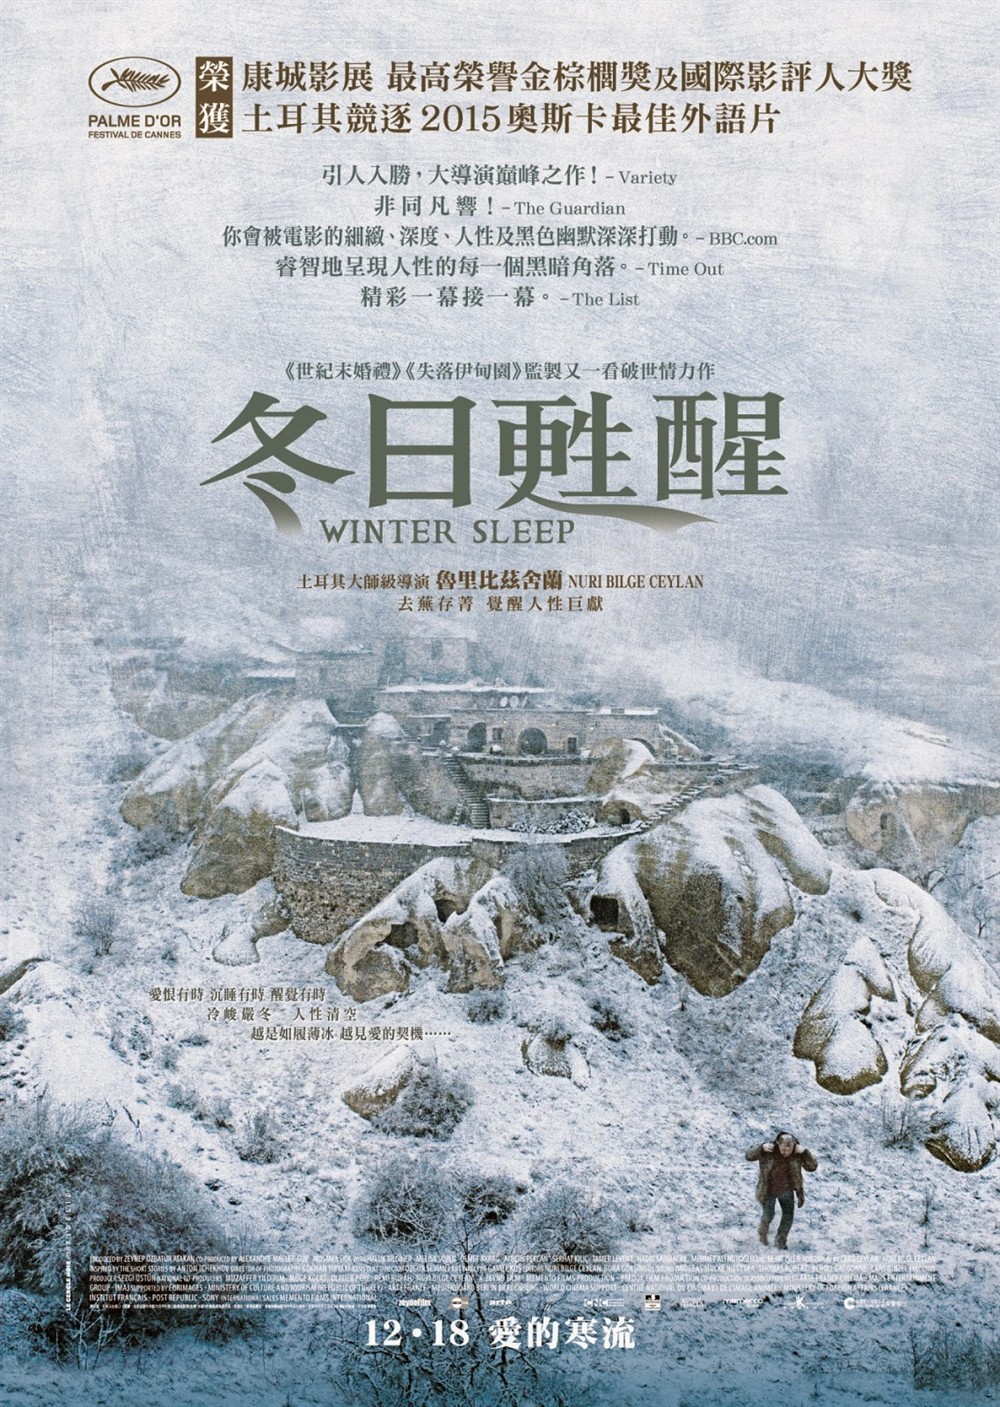 PALME D'OR
FESTIVAL DE CANNES
榮獲
康城影展 最高榮譽金棕櫚獎及國際影評人大獎
土耳其競逐 2015 奧斯卡最佳外語片
引人入勝，大導演巔峰之作！– Variety
非同凡響！– The Guardian
你會被電影的細緻、深度、人性及黑色幽默深深打動。– BBC.com
睿智地呈現人性的每一個黑暗角落。– Time Out
精彩一幕接一幕。– The List
《世紀末婚禮》《失落伊甸園》監製又一看破世情力作
冬日甦醒
WINTER SLEEP
土耳其大師級導演 魯里比茲舍蘭 NURI BILGE CEYLAN
去蕪存菁 覺醒人性巨獻
愛恨有時 沉睡有時 醒覺有時
冷峻嚴冬 人性清空
越是如履薄冰 越見愛的契機……
12·18 愛的寒流